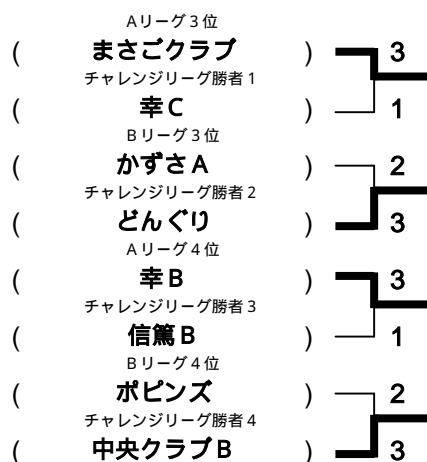 Aリーグ3位
( まさごクラブ ) 3
チャレンジリーグ勝者1
( 幸C ) 1
Bリーグ3位
( かずさA ) 2
チャレンジリーグ勝者2
( どんぐり ) 3
Aリーグ4位
( 幸B ) 3
チャレンジリーグ勝者3
( 信篤B ) 1
Bリーグ4位
( ポピンズ ) 2
チャレンジリーグ勝者4
( 中央クラブB ) 3